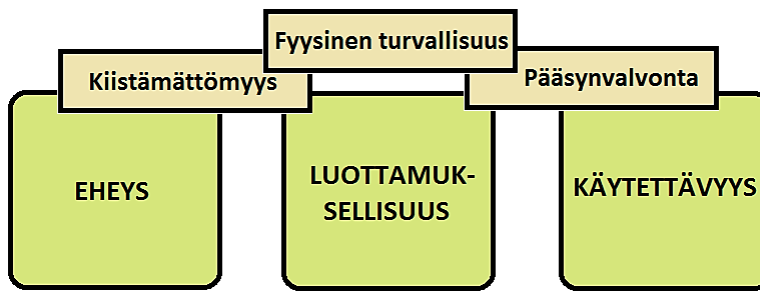 Fyysinen turvallisuus
Kiistämättömyys
Pääsynvalvonta
EHEYS
LUOTTAMUK-
SELLISUUS
KÄYTETTÄVYYS